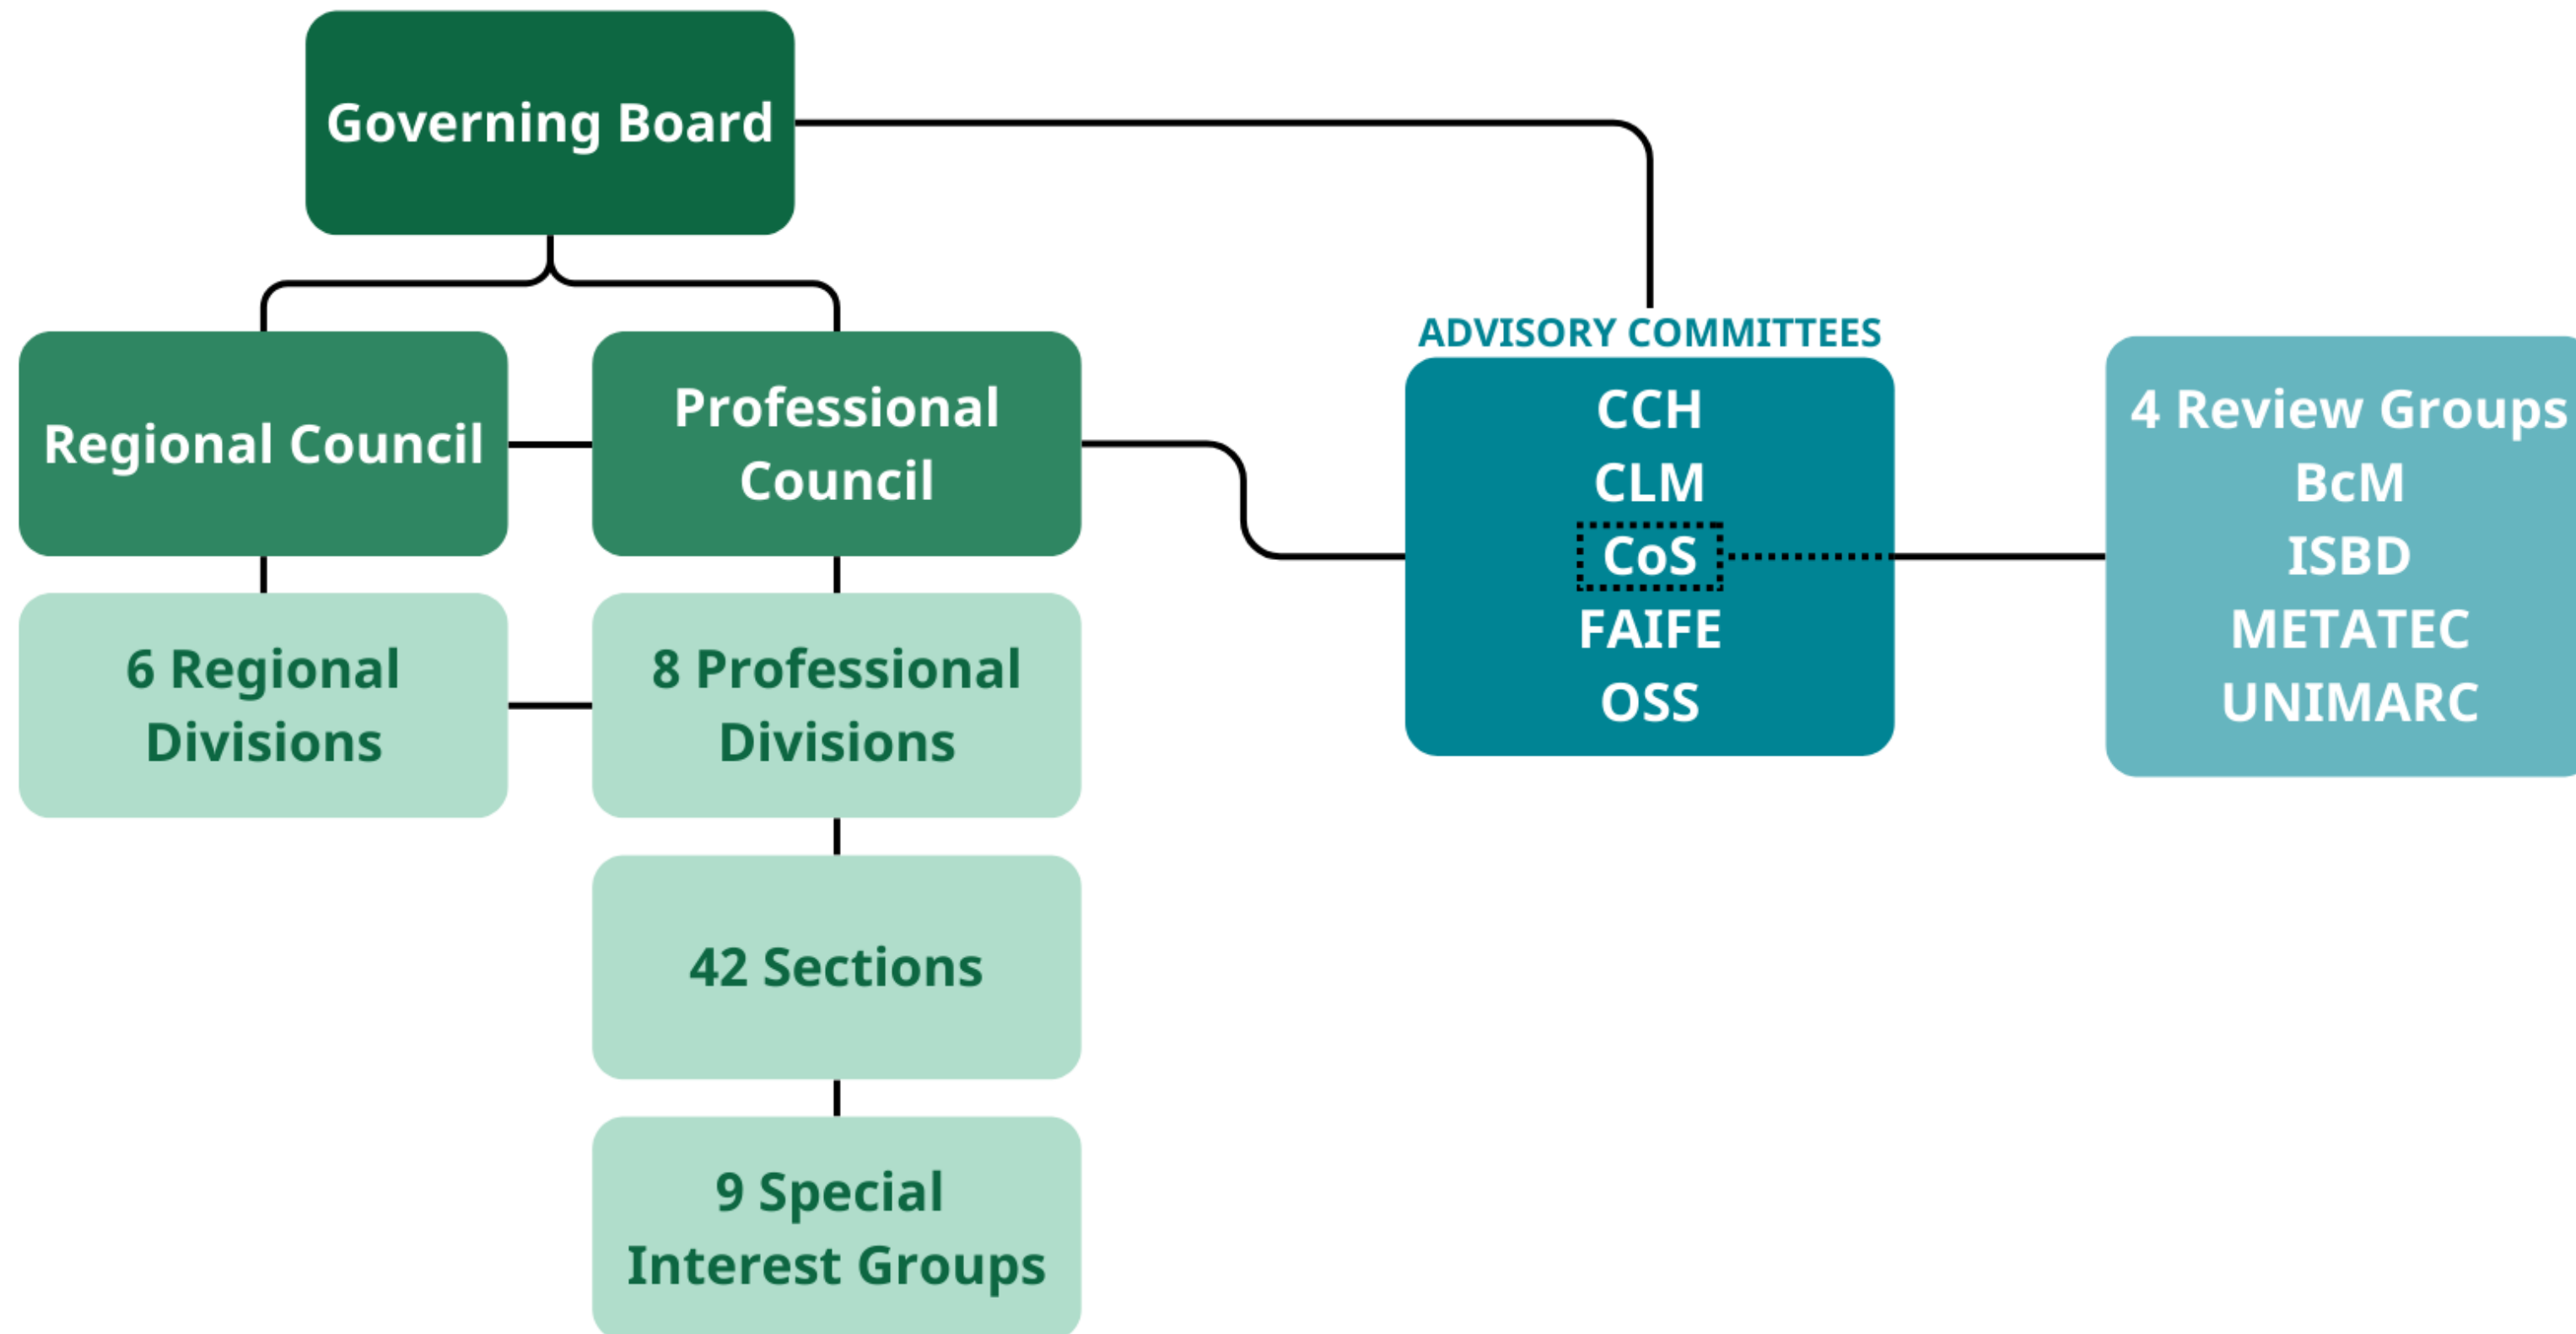 Governing Board
Regional Council
Professional
Council
6 Regional
Divisions
8 Professional
Divisions
42 Sections
9 Special
Interest Groups
ADVISORY COMMITTEES
CCH
CLM
CoS
FAIFE
OSS
4 Review Groups
BcM
ISBD
METATEC
UNIMARC